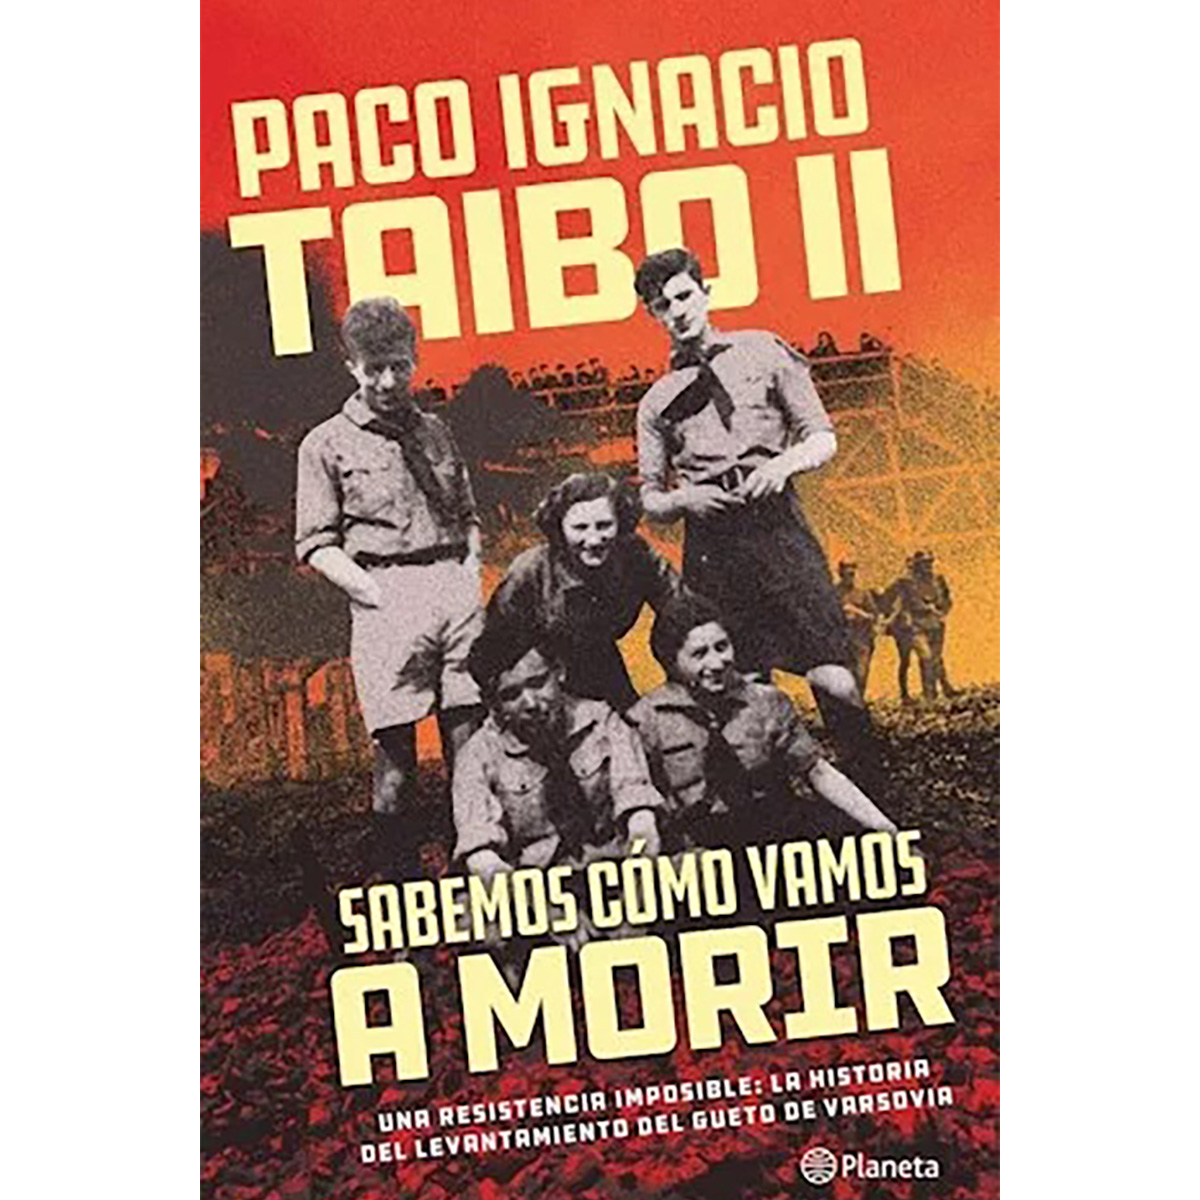 PACO IGNACIO
TAIBO II
SABEMOS CÓMO VAMOS
A MORIR
UNA RESISTENCIA IMPOSIBLE: LA HISTORIA
DEL LEVANTAMIENTO DEL GUETO DE VARSOVIA
Planeta